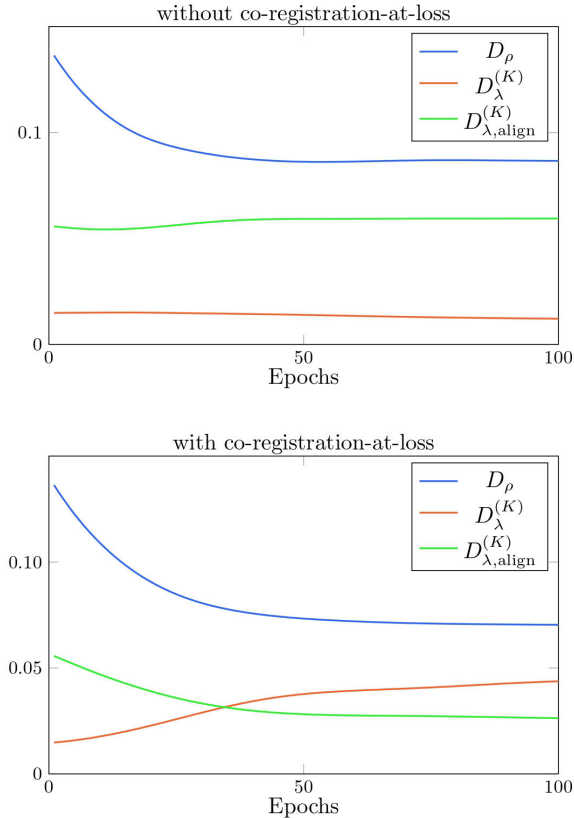 without co-registration-at-loss
D_ρ
D_λ^(K)
D_λ,align^(K)
0.1
0
0 50 100
Epochs
with co-registration-at-loss
D_ρ
D_λ^(K)
D_λ,align^(K)
0.10
0.05
0
0 50 100
Epochs